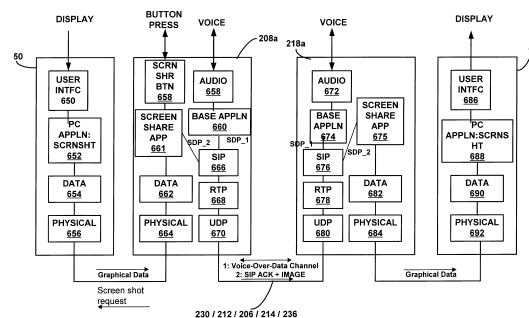 DISPLAY
BUTTON
PRESS
VOICE
VOICE
DISPLAY
208a
218a
50
USER
INTFC
650
PC
APPLN:
SCRNSHT
652
DATA
654
PHYSICAL
656
SCRN
SHR
BTN
658
SCREEN
SHARE
APP
661
DATA
662
PHYSICAL
664
AUDIO
658
BASE APPLN
660
SDP_2
SDP_1
SIP
666
RTP
668
UDP
670
AUDIO
672
BASE
APPLN
674
SDP_1
SDP_2
SIP
676
RTP
678
UDP
680
SCREEN
SHARE APP
675
DATA
682
PHYSICAL
684
USER
INTFC
686
PC
APPLN:SCRNS
HT
688
DATA
690
PHYSICAL
692
Graphical Data
Screen shot
request
1: Voice-Over-Data Channel
2: SIP ACK + IMAGE
Graphical Data
230 / 212 / 206 / 214 / 236